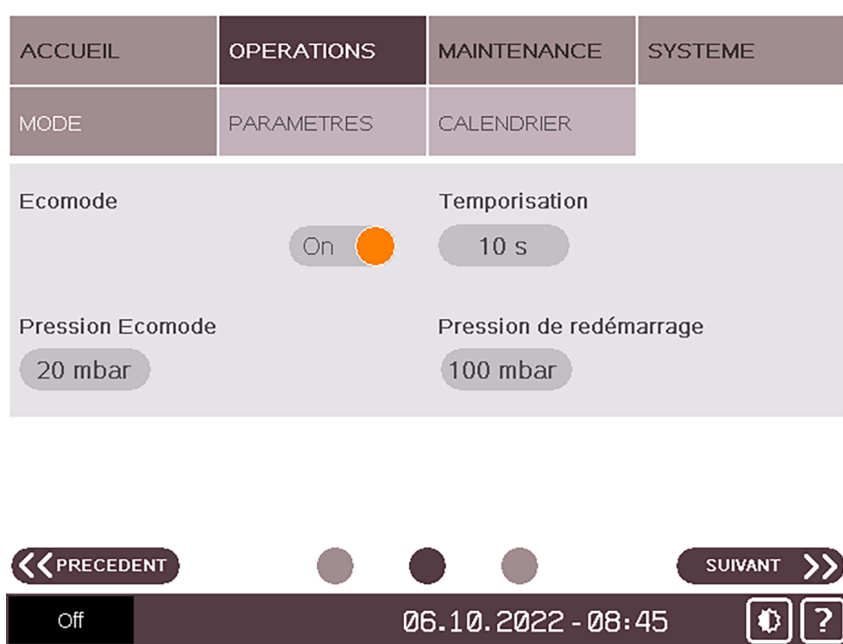 ACCUEIL OPERATIONS MAINTENANCE SYSTEME
MODE PARAMETRES CALENDRIER
Ecomode Temporisation
On 10 s
Pression Ecomode Pression de redémarrage
20 mbar 100 mbar
PRECEDENT SUIVANT
Off 06.10.2022 - 08:45 ?